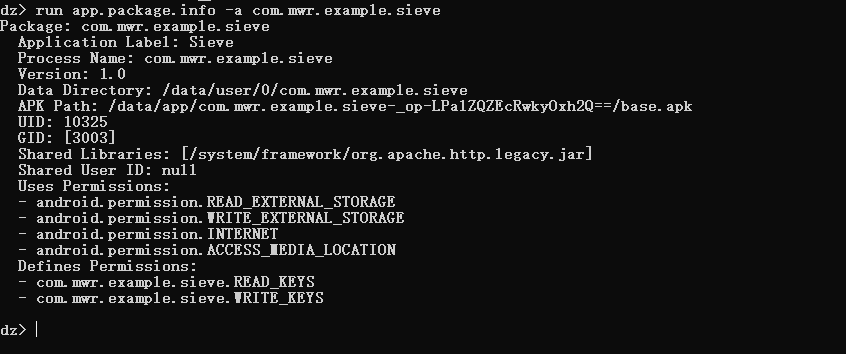 dz> run app.package.info -a com.mwr.example.sieve
Package: com.mwr.example.sieve
  Application Label: Sieve
  Process Name: com.mwr.example.sieve
  Version: 1.0
  Data Directory: /data/user/0/com.mwr.example.sieve
  APK Path: /data/app/com.mwr.example.sieve-_op-LPa1ZQZEcRwkyOxh2Q==/base.apk
  UID: 10325
  GID: [3003]
  Shared Libraries: [/system/framework/org.apache.http.legacy.jar]
  Shared User ID: null
  Uses Permissions:
  - android.permission.READ_EXTERNAL_STORAGE
  - android.permission.WRITE_EXTERNAL_STORAGE
  - android.permission.INTERNET
  - android.permission.ACCESS_MEDIA_LOCATION
  Defines Permissions:
  - com.mwr.example.sieve.READ_KEYS
  - com.mwr.example.sieve.WRITE_KEYS
dz>